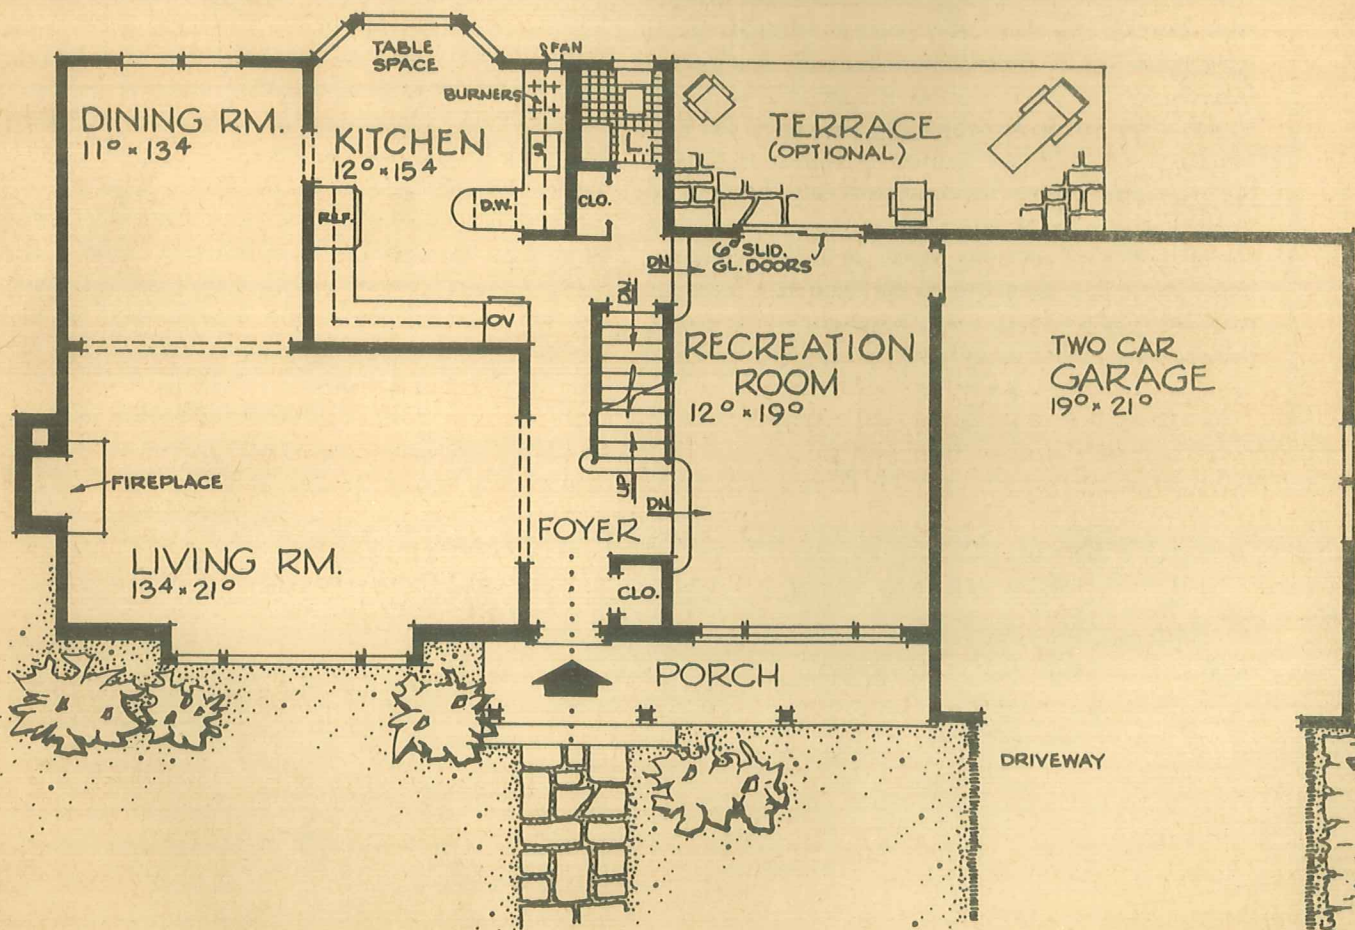 FAN
TABLE
SPACE
BURNERS
DINING RM.
11⁰ × 13⁴
KITCHEN
12⁰ × 15⁴
L.
TERRACE
(OPTIONAL)
S
REF.
D.W.
CLO.
6⁰ SLID.
GL. DOORS
DN
DN
OV
RECREATION
ROOM
12⁰ × 19⁰
TWO CAR
GARAGE
19⁰ × 21⁰
FIREPLACE
UP
DN
FOYER
LIVING RM.
13⁴ × 21⁰
CLO.
PORCH
DRIVEWAY